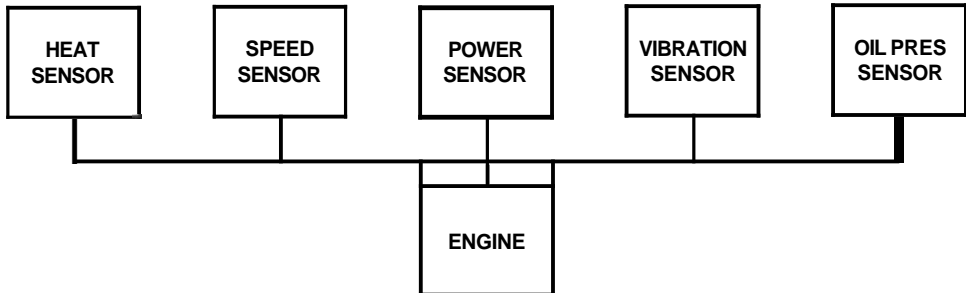 HEAT
SENSOR
SPEED
SENSOR
POWER
SENSOR
VIBRATION
SENSOR
OIL PRES
SENSOR
ENGINE